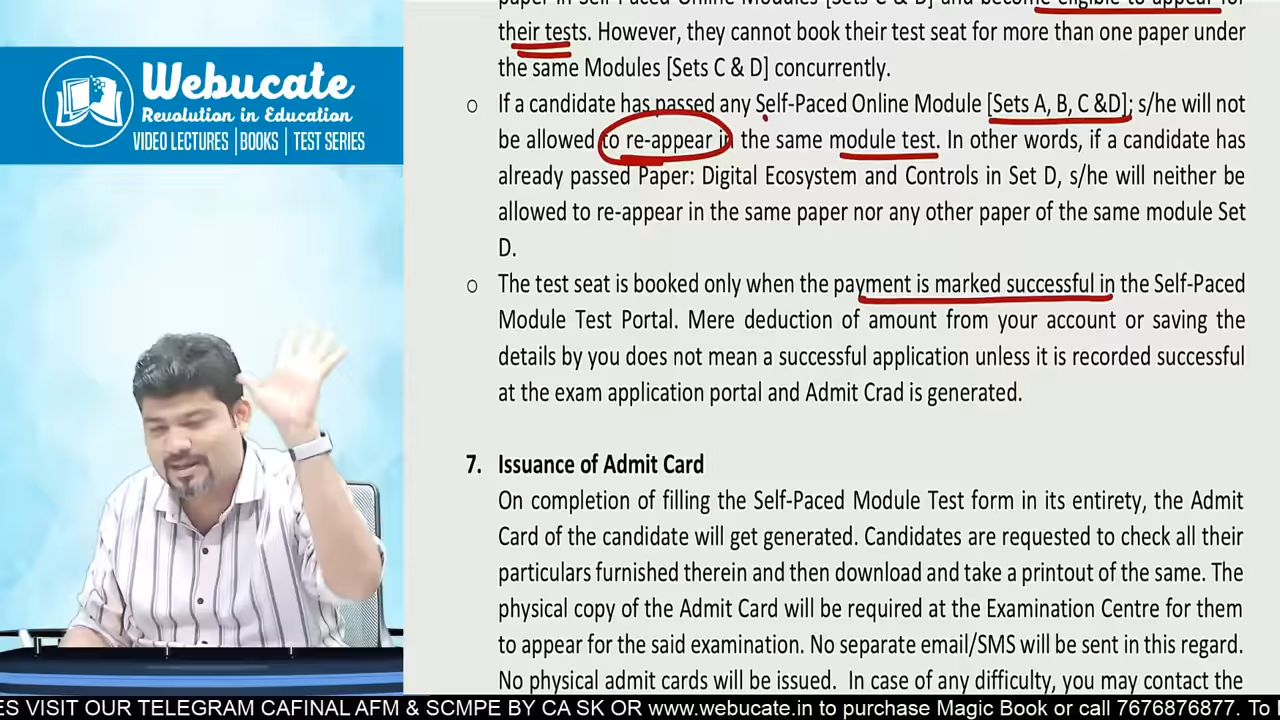 paper in Self-Paced Online Modules [Sets C & D] and become eligible to appear for
their tests. However, they cannot book their test seat for more than one paper under
the same Modules [Sets C & D] concurrently.
o If a candidate has passed any Self-Paced Online Module [Sets A, B, C &D]; s/he will not
be allowed to re-appear in the same module test. In other words, if a candidate has
already passed Paper: Digital Ecosystem and Controls in Set D, s/he will neither be
allowed to re-appear in the same paper nor any other paper of the same module Set
D.
o The test seat is booked only when the payment is marked successful in the Self-Paced
Module Test Portal. Mere deduction of amount from your account or saving the
details by you does not mean a successful application unless it is recorded successful
at the exam application portal and Admit Crad is generated.
7. Issuance of Admit Card
On completion of filling the Self-Paced Module Test form in its entirety, the Admit
Card of the candidate will get generated. Candidates are requested to check all their
particulars furnished therein and then download and take a printout of the same. The
physical copy of the Admit Card will be required at the Examination Centre for them
to appear for the said examination. No separate email/SMS will be sent in this regard.
No physical admit cards will be issued. In case of any difficulty, you may contact the
Webucate
Revolution in Education
VIDEO LECTURES | BOOKS | TEST SERIES
ES VISIT OUR TELEGRAM CAFINAL AFM & SCMPE BY CA SK OR www.webucate.in to purchase Magic Book or call 7676876877. To